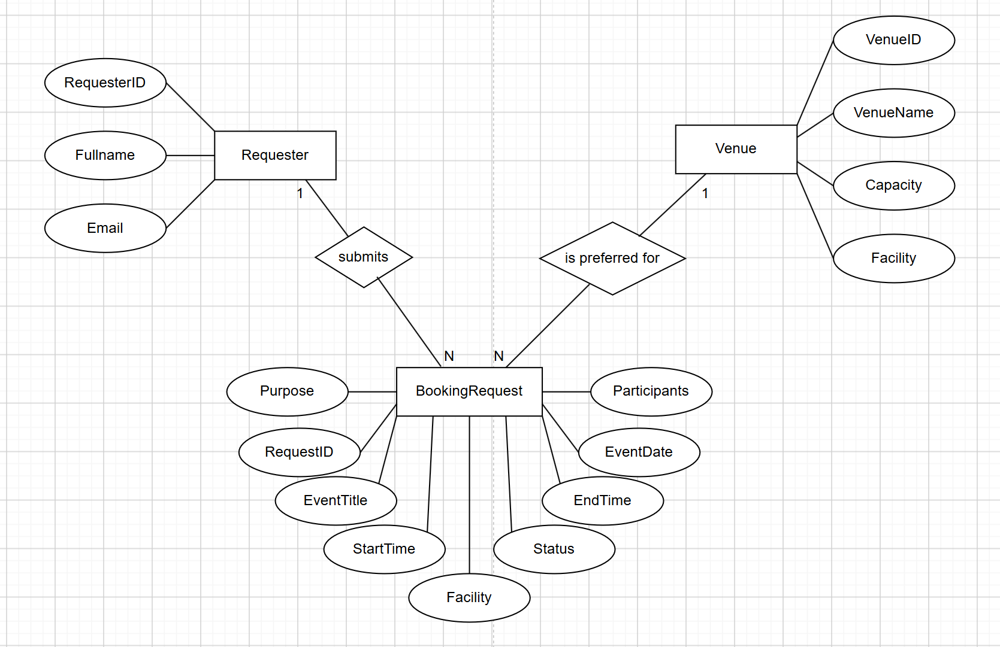 VenueID
RequesterID
VenueName
Fullname
Requester
Venue
Capacity
1
1
Email
submits
is preferred for
Facility
N
N
Purpose
BookingRequest
Participants
RequestID
EventDate
EventTitle
EndTime
StartTime
Status
Facility